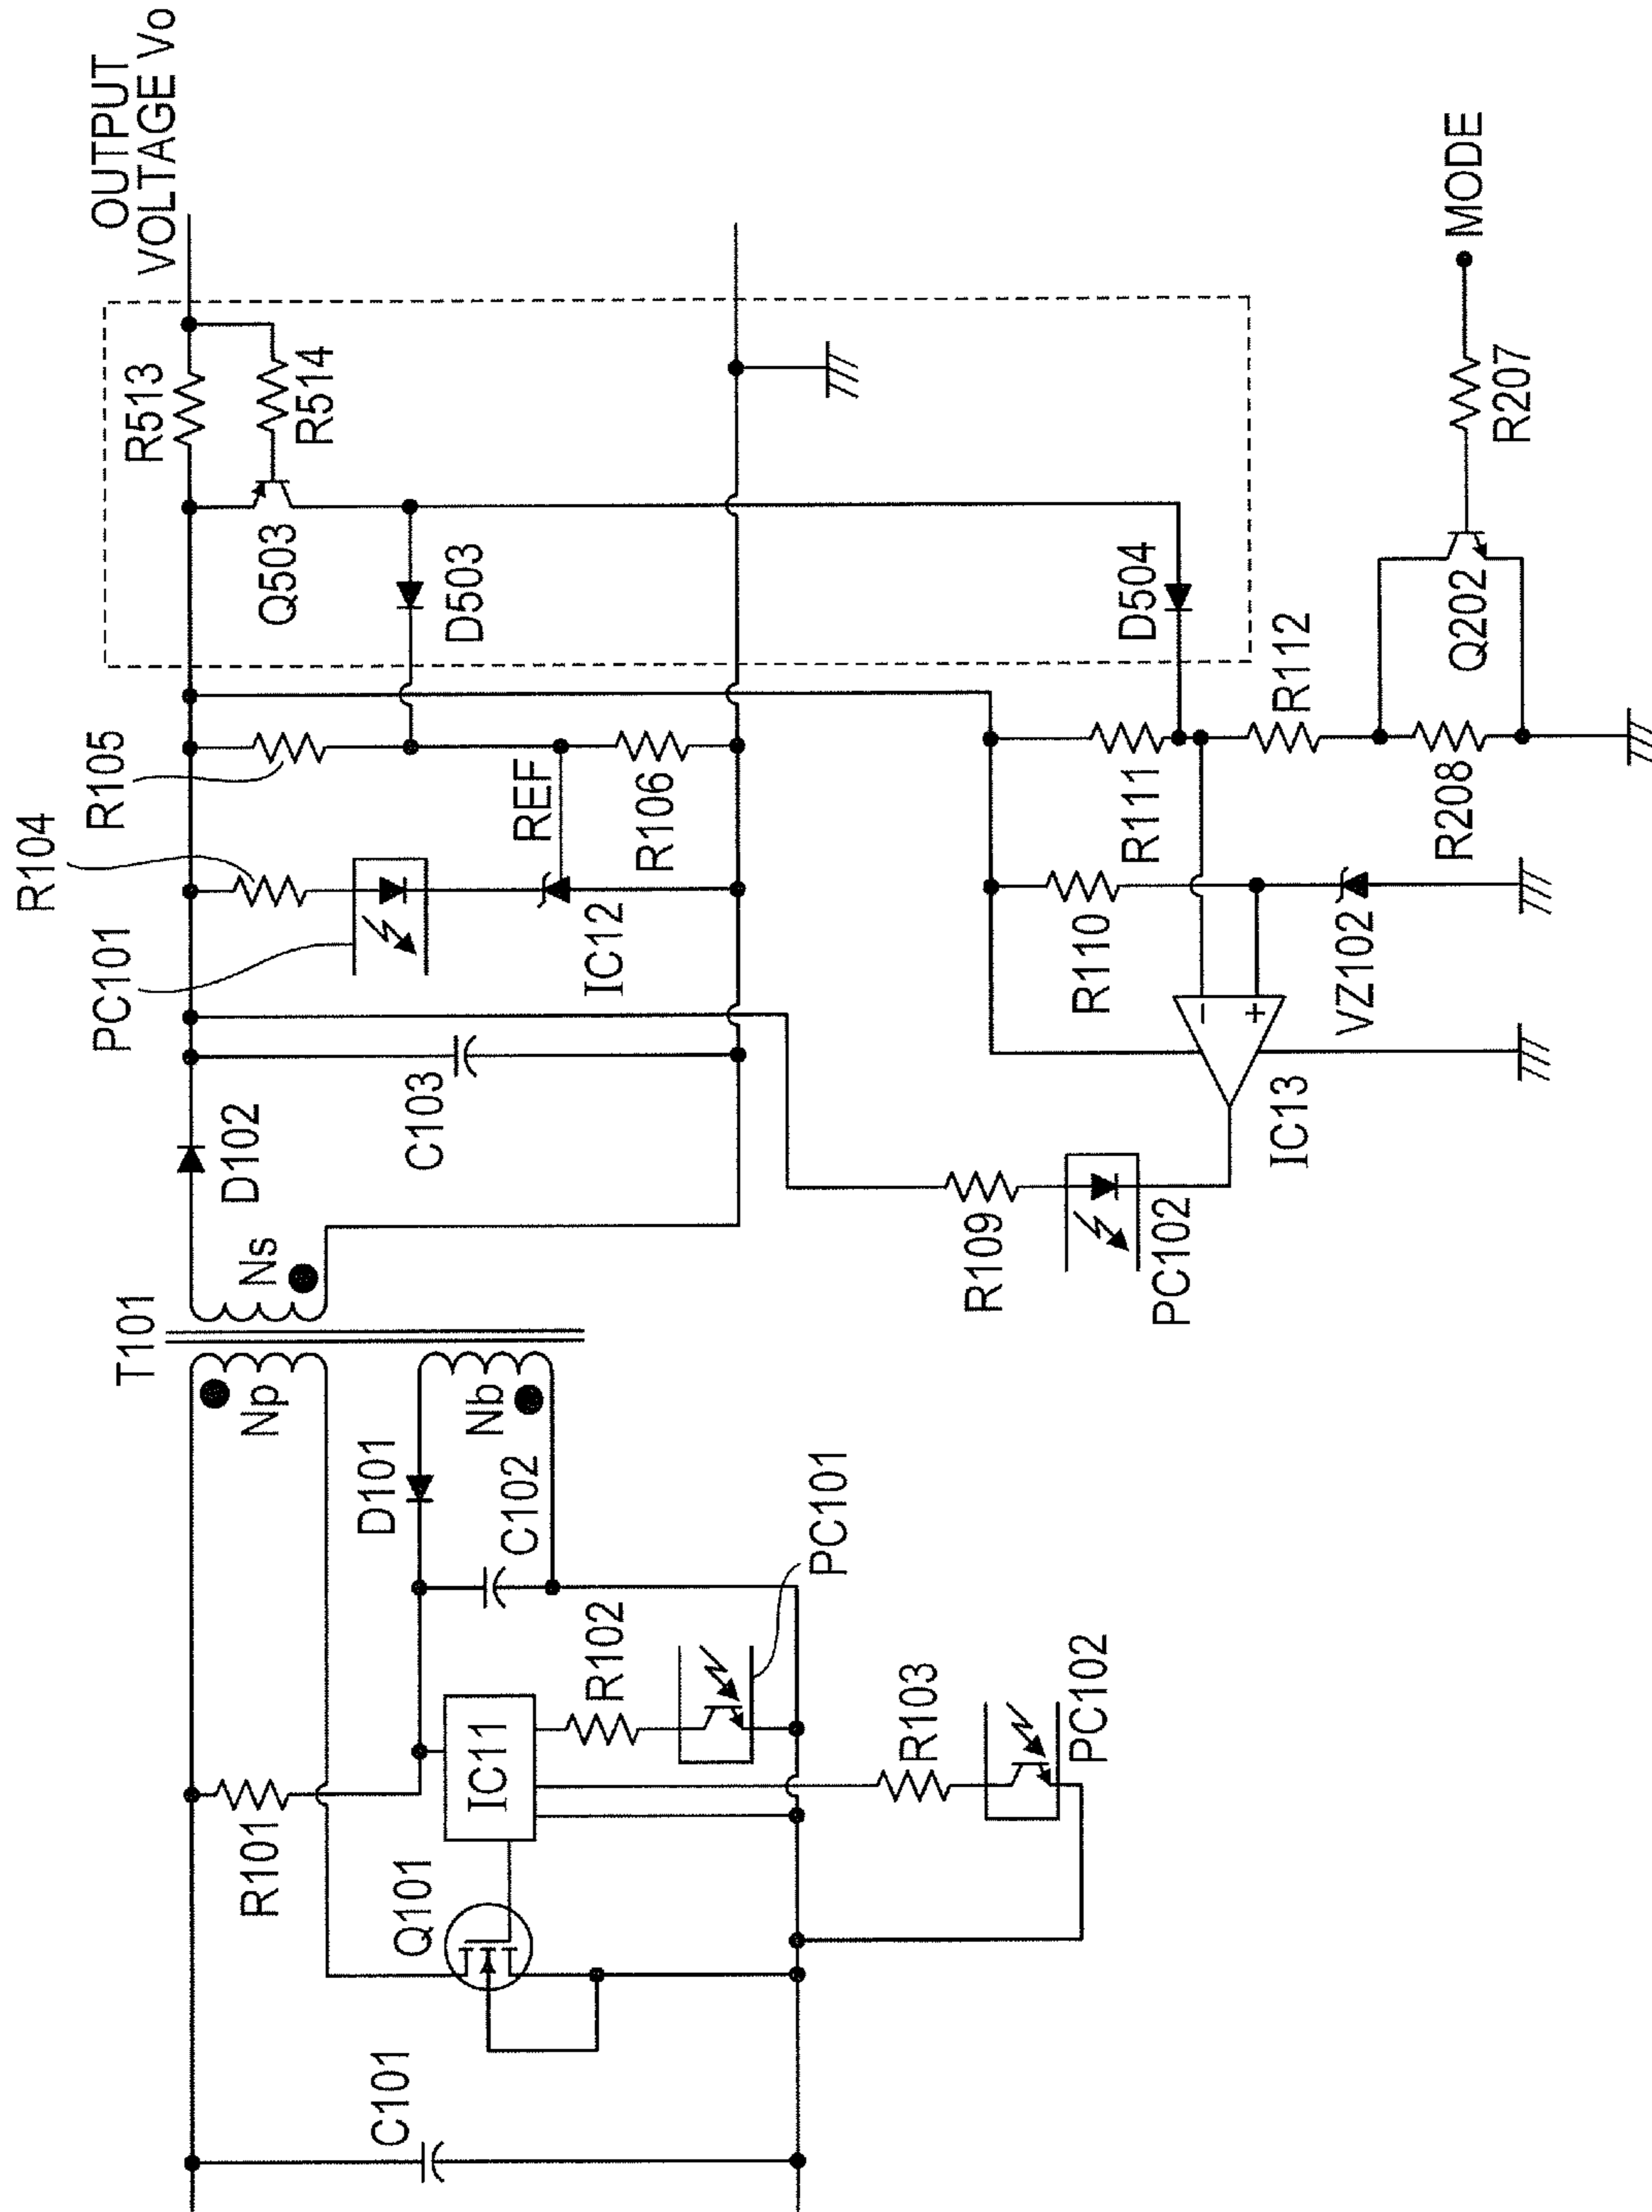 OUTPUT
VOLTAGE Vo
R513
R514
Q503
D503
D504
R105
R104
REF
R106
PC101
IC12
C103
D102
Ns
T101
Np
Nb
D101
C102
R101
IC11
R102
PC101
Q101
C101
R103
PC102
R109
PC102
IC13
R110
R111
VZ102
R112
R208
Q202
R207
MODE
−
+